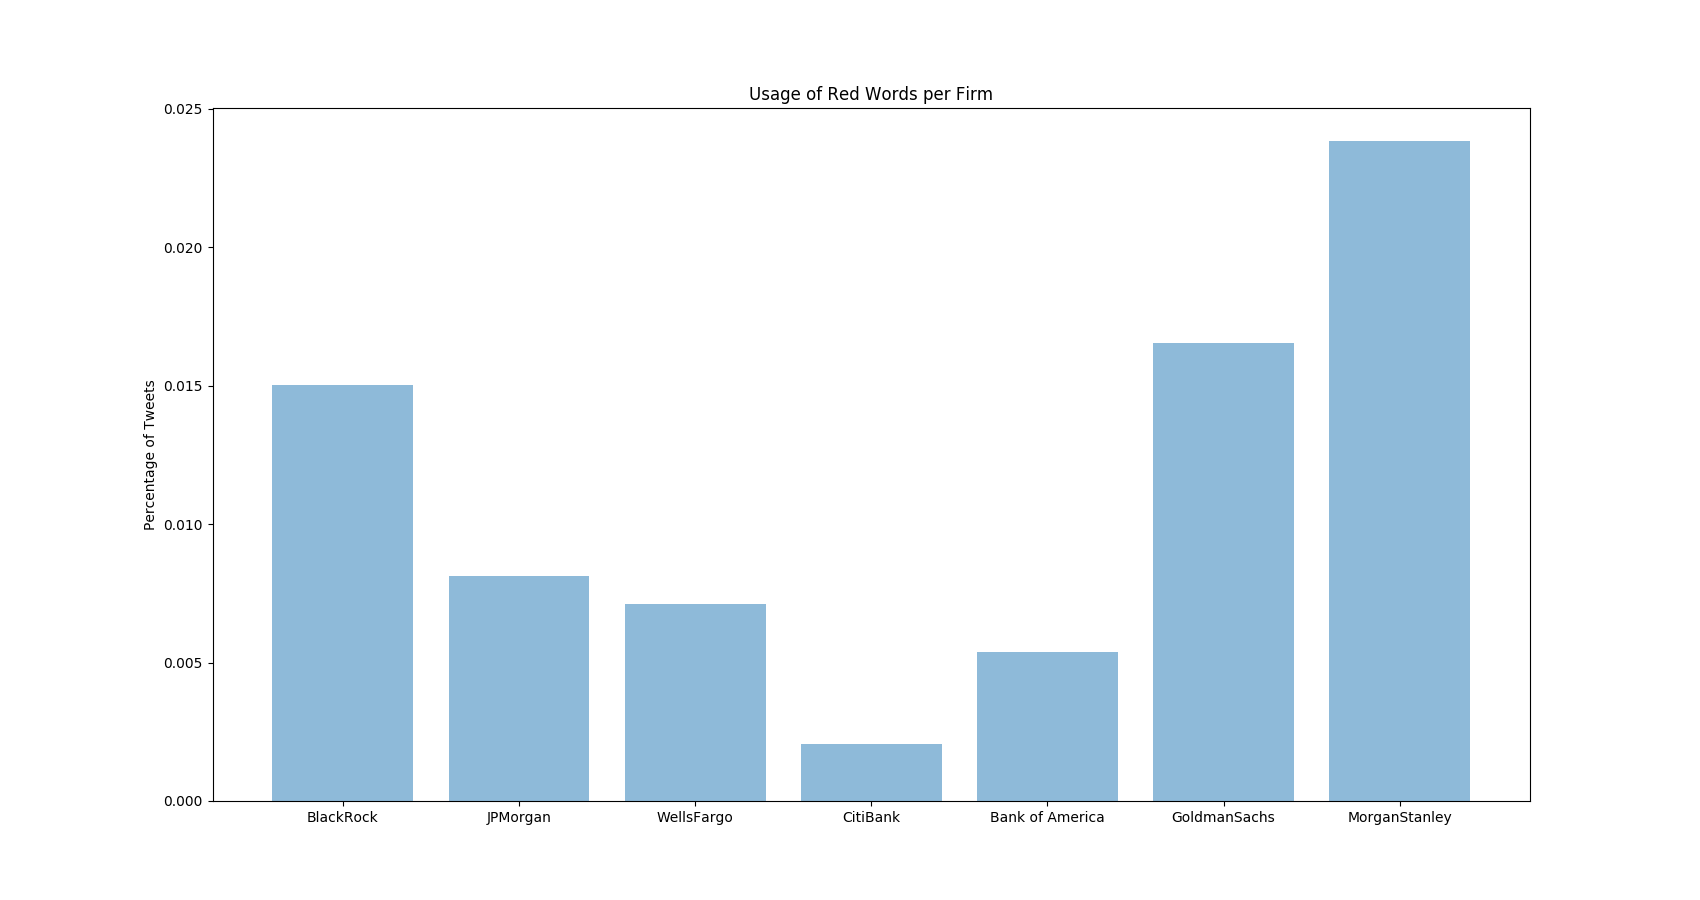 Usage of Red Words per Firm
Percentage of Tweets
0.025
0.020
0.015
0.010
0.005
0.000
BlackRock JPMorgan WellsFargo CitiBank Bank of America GoldmanSachs MorganStanley